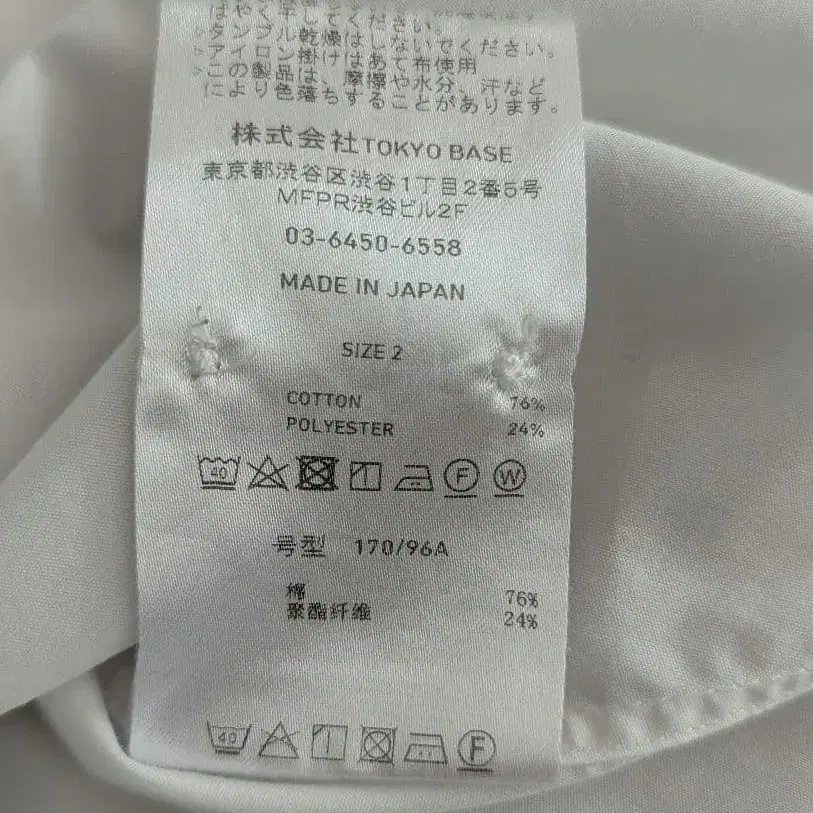 はやく干してください。
>タンブル乾燥はしないでください。
>アイロン掛けはあて布使用
>この製品は、摩擦や水分、汗など
により色落ちすることがあります。
株式会社TOKYO BASE
東京都渋谷区渋谷1丁目2番5号
MFPR渋谷ビル2F
03-6450-6558
MADE IN JAPAN
SIZE 2
COTTON 76%
POLYESTER 24%
40 F W
号型 170/96A
棉 76%
聚酯纤维 24%
40 F